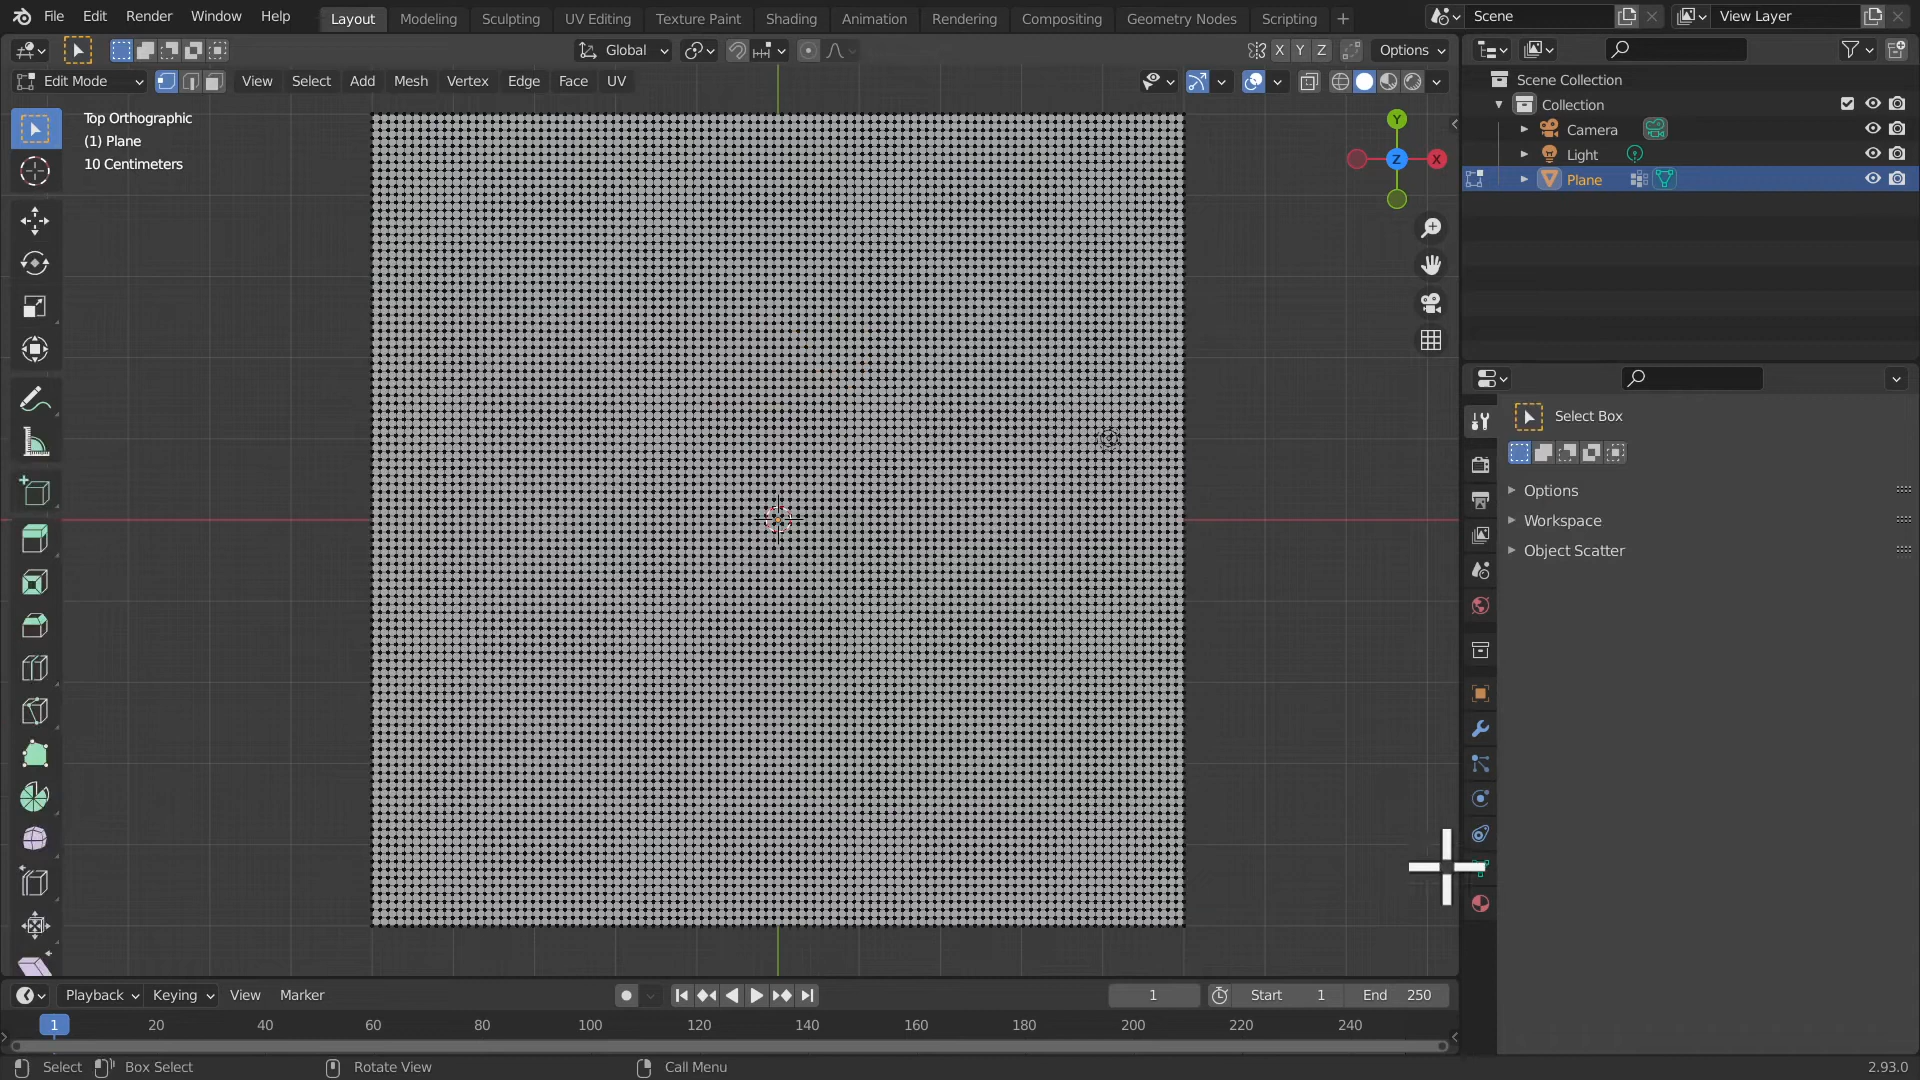 File Edit Render Window Help Layout Modeling Sculpting UV Editing Texture Paint Shading Animation Rendering Compositing Geometry Nodes Scripting Scene View Layer
Global X Y Z Options
Edit Mode View Select Add Mesh Vertex Edge Face UV
Top Orthographic
(1) Plane
10 Centimeters
Y
Z X
Scene Collection
Collection
Camera
Light
Plane
Select Box
Options
Workspace
Object Scatter
Playback Keying View Marker 1 Start 1 End 250
1 20 40 60 80 100 120 140 160 180 200 220 240
Select Box Select Rotate View Call Menu 2.93.0